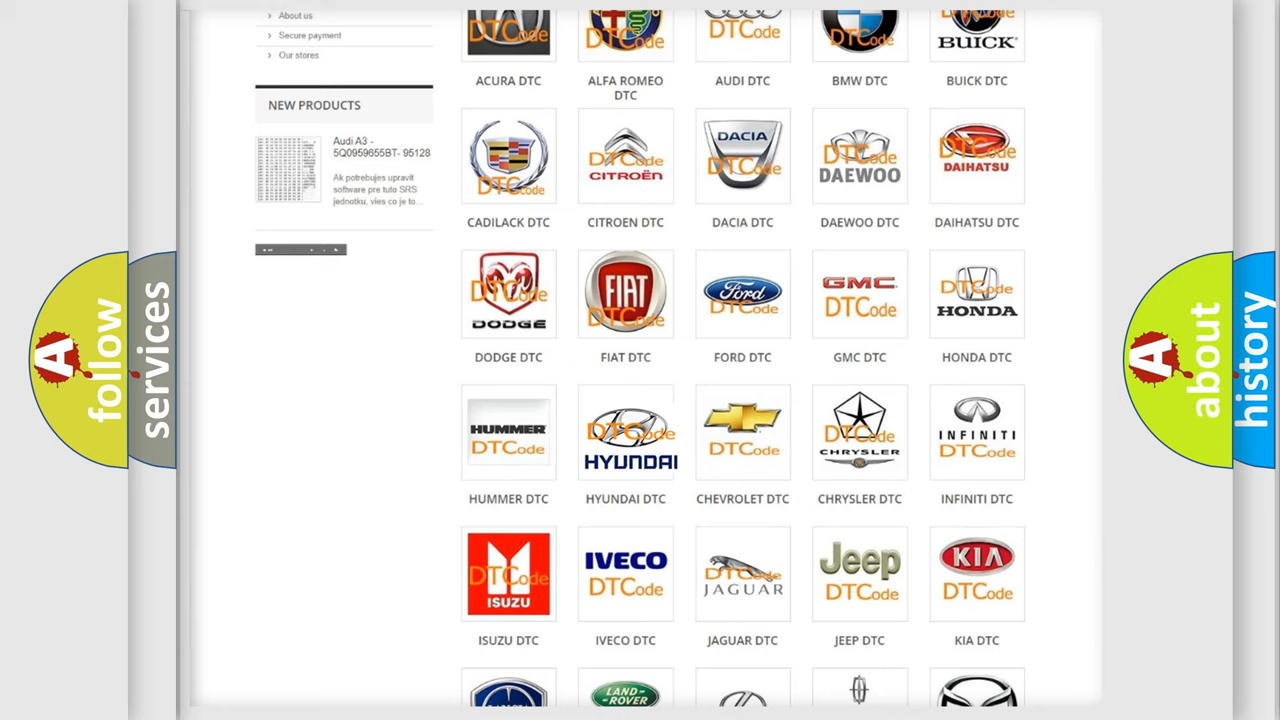 About us
Secure payment
Our stores
NEW PRODUCTS
Audi A3 -
5Q0959655BT- 95128
Ak potrebujes upravit
software pre tuto SRS
jednotku, vies co je to...
DTCode
DTCode
DTCode
DTCode
BUICK
ACURA DTC
ALFA ROMEO
DTC
AUDI DTC
BMW DTC
BUICK DTC
DTCode
DTCode
CITROËN
DACIA
DTCode
DTCode
DAEWOO
DTCode
DAIHATSU
CADILACK DTC
CITROEN DTC
DACIA DTC
DAEWOO DTC
DAIHATSU DTC
DTCode
DODGE
FIAT
DTCode
Ford
DTCode
GMC
DTCode
DTCode
HONDA
DODGE DTC
FIAT DTC
FORD DTC
GMC DTC
HONDA DTC
HUMMER
DTCode
DTCode
HYUNDAI
DTCode
DTCode
CHRYSLER
INFINITI
DTCode
HUMMER DTC
HYUNDAI DTC
CHEVROLET DTC
CHRYSLER DTC
INFINITI DTC
DTCode
ISUZU
IVECO
DTCode
DTCode
JAGUAR
Jeep
DTCode
KIA
DTCode
ISUZU DTC
IVECO DTC
JAGUAR DTC
JEEP DTC
KIA DTC
LAND-
ROVER
A
follow
services
A
about
history